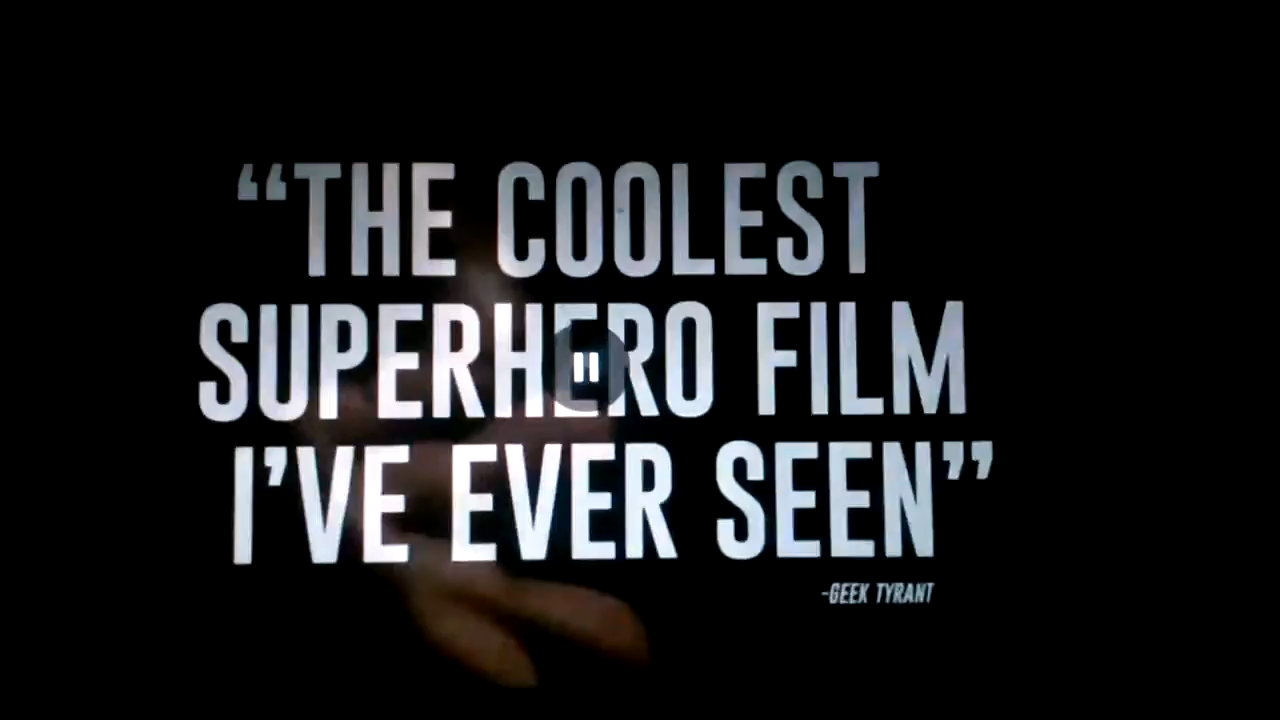 “THE COOLEST
SUPERHERO FILM
I’VE EVER SEEN”
-GEEK TYRANT